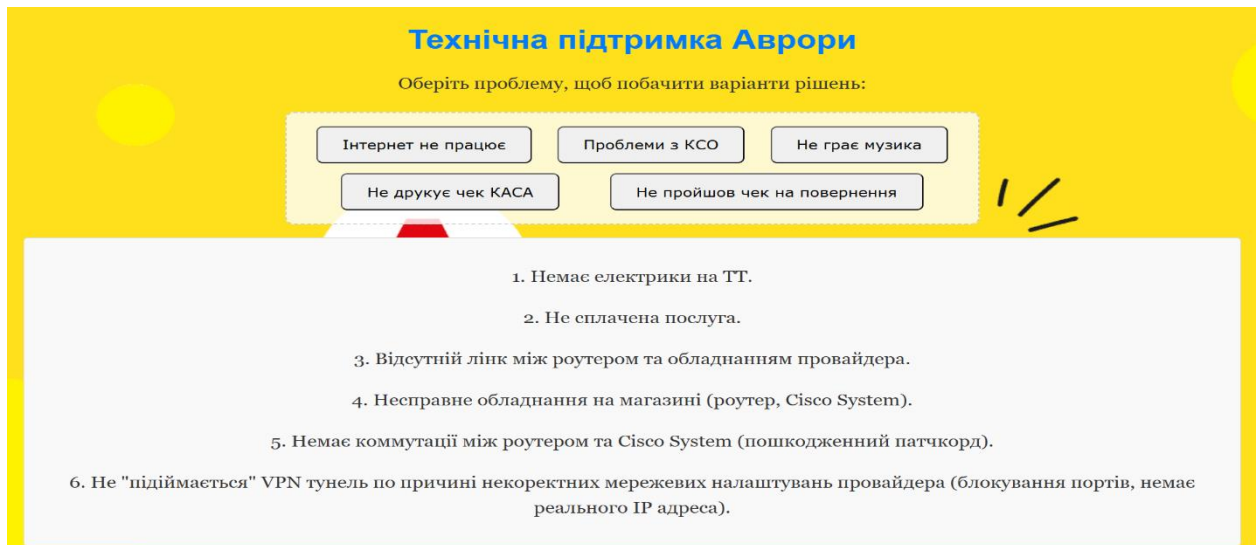 Технічна підтримка Аврори
Оберіть проблему, щоб побачити варіанти рішень:
Інтернет не працює
Проблеми з КСО
Не грає музика
Не друкує чек КАСА
Не пройшов чек на повернення
1. Немає електрики на ТТ.
2. Не сплачена послуга.
3. Відсутній лінк між роутером та обладнанням провайдера.
4. Несправне обладнання на магазині (роутер, Cisco System).
5. Немає коммутації між роутером та Cisco System (пошкодженний патчкорд).
6. Не "підіймається" VPN тунель по причині некоректних мережевих налаштувань провайдера (блокування портів, немає
реального IP адреса).